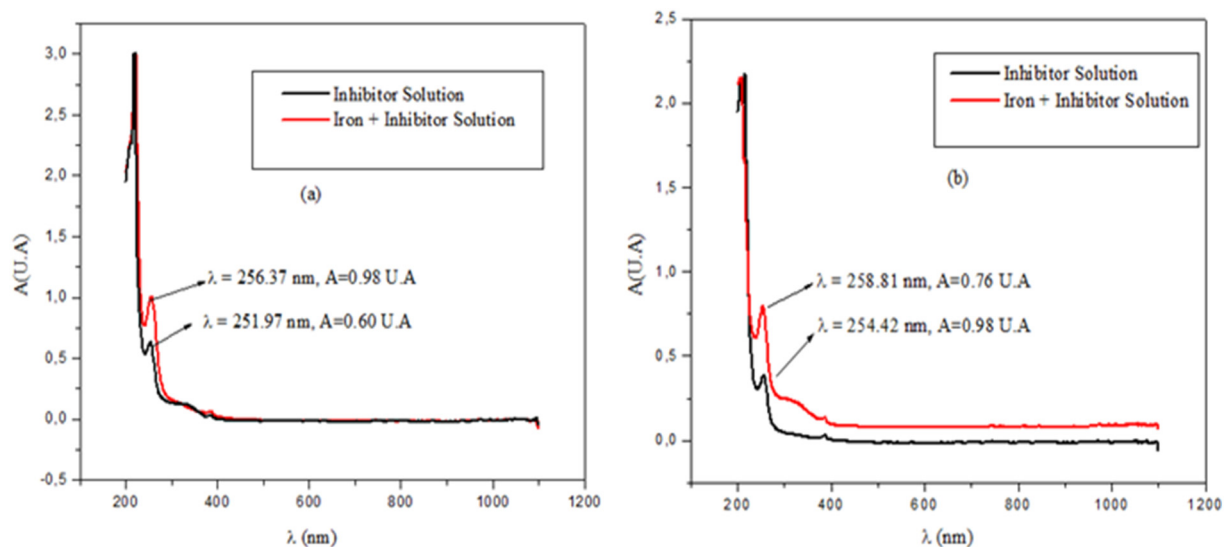 Inhibitor Solution
Iron + Inhibitor Solution
(a)
λ = 256.37 nm, A=0.98 U.A
λ = 251.97 nm, A=0.60 U.A
A(U.A)
3,0
2,5
2,0
1,5
1,0
0,5
0,0
-0,5
200 400 600 800 1000 1200
λ (nm)
Inhibitor Solution
Iron + Inhibitor Solution
(b)
λ = 258.81 nm, A=0.76 U.A
λ = 254.42 nm, A=0.98 U.A
A(U.A)
2,5
2,0
1,5
1,0
0,5
0,0
200 400 600 800 1000 1200
λ (nm)